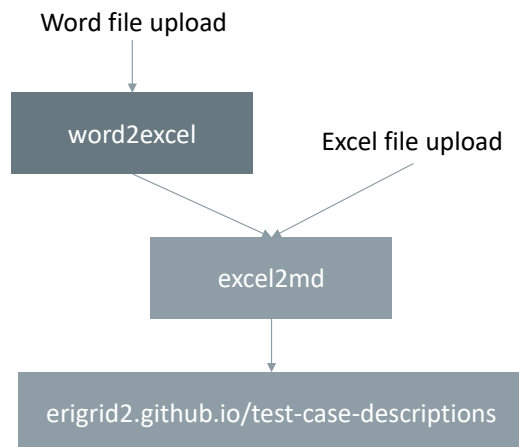 Word file upload
word2excel
Excel file upload
excel2md
erigrid2.github.io/test-case-descriptions